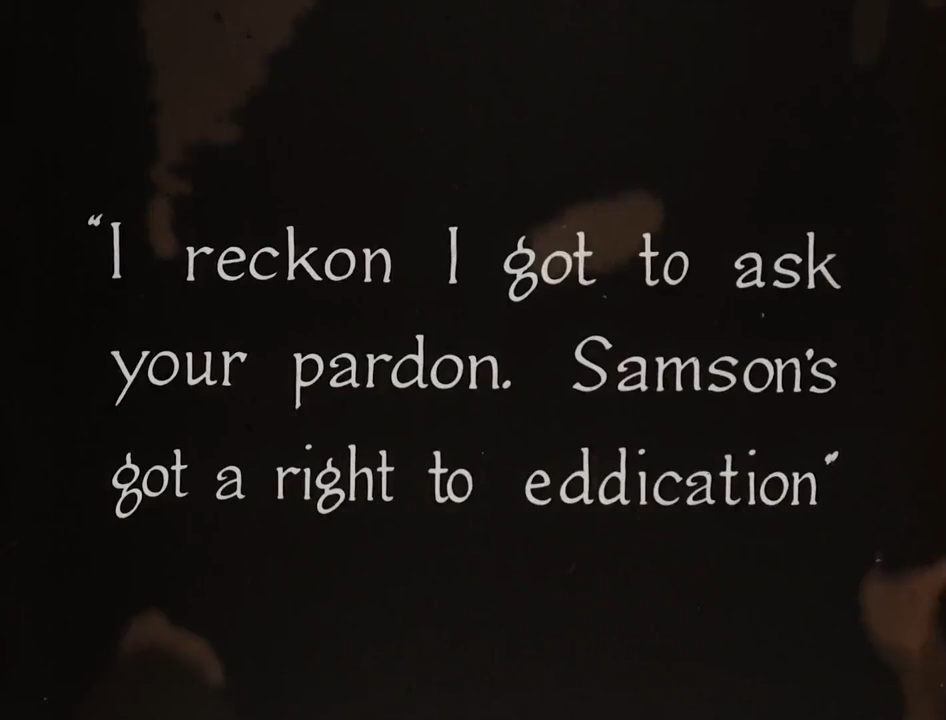 “I reckon I got to ask
your pardon. Samson's
got a right to eddication”